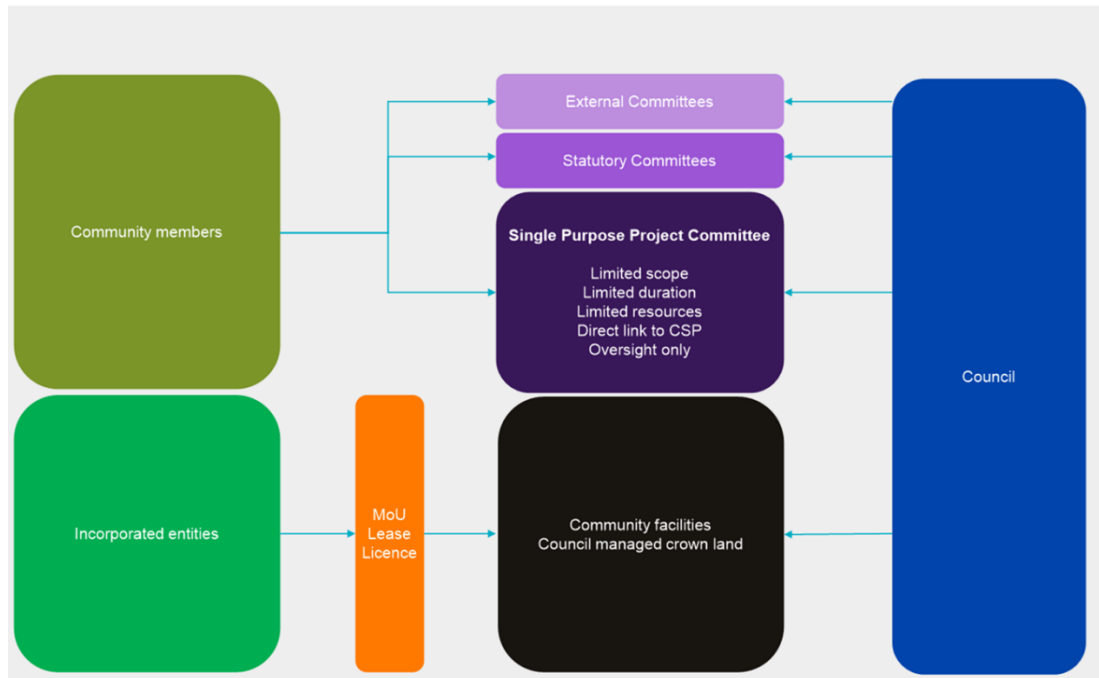 External Committees
Statutory Committees
Community members
Single Purpose Project Committee
Limited scope
Limited duration
Limited resources
Direct link to CSP
Oversight only
Council
Incorporated entities
MoU
Lease
Licence
Community facilities
Council managed crown land